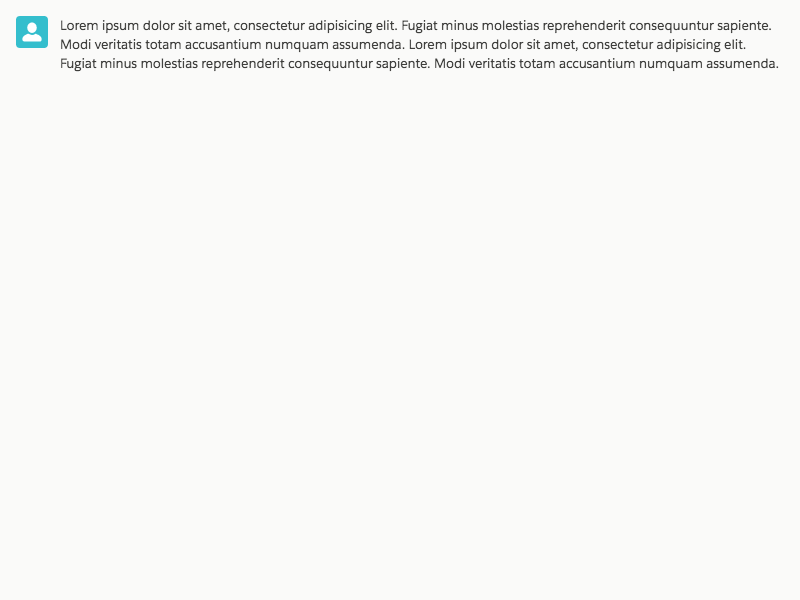 Lorem ipsum dolor sit amet, consectetur adipisicing elit. Fugiat minus molestias reprehenderit consequuntur sapiente.
Modi veritatis totam accusantium numquam assumenda. Lorem ipsum dolor sit amet, consectetur adipisicing elit.
Fugiat minus molestias reprehenderit consequuntur sapiente. Modi veritatis totam accusantium numquam assumenda.